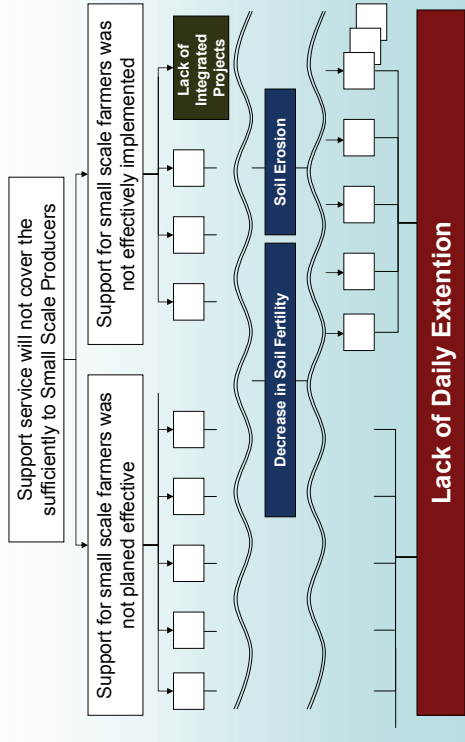 Support service will not cover the
sufficiently to Small Scale Producers
Support for small scale farmers was
not planed effective
Support for small scale farmers was
not effectively implemented
Lack of
Integrated
Projects
Decrease in Soil Fertility
Soil Erosion
Lack of Daily Extention